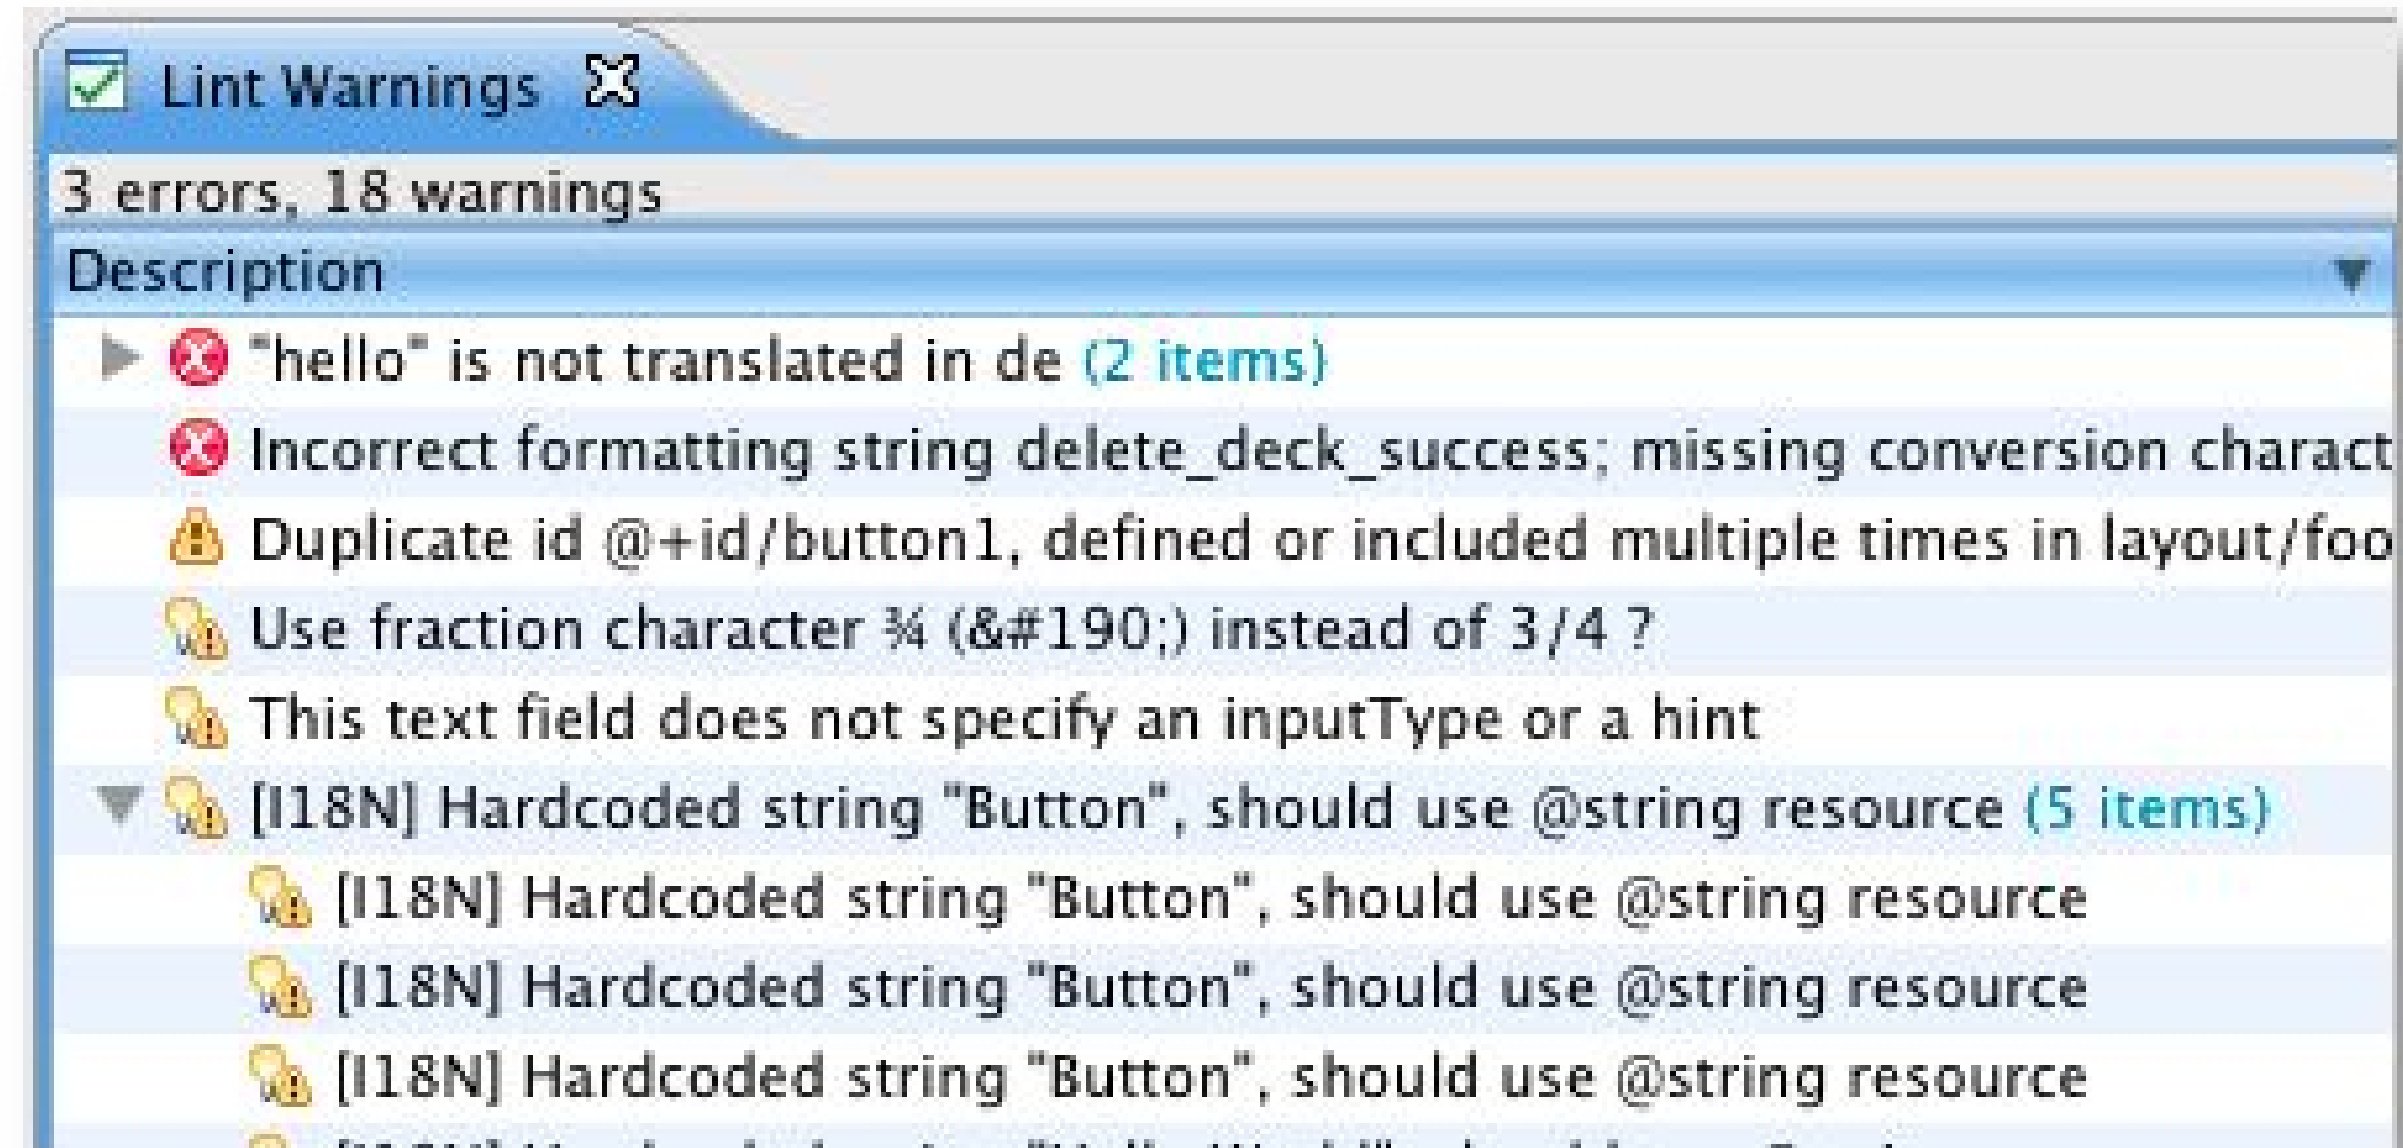 Lint Warnings
3 errors, 18 warnings
Description
"hello" is not translated in de (2 items)
Incorrect formatting string delete_deck_success; missing conversion charact
Duplicate id @+id/button1, defined or included multiple times in layout/foo
Use fraction character ¾ (&#190;) instead of 3/4 ?
This text field does not specify an inputType or a hint
[I18N] Hardcoded string "Button", should use @string resource (5 items)
[I18N] Hardcoded string "Button", should use @string resource
[I18N] Hardcoded string "Button", should use @string resource
[I18N] Hardcoded string "Button", should use @string resource